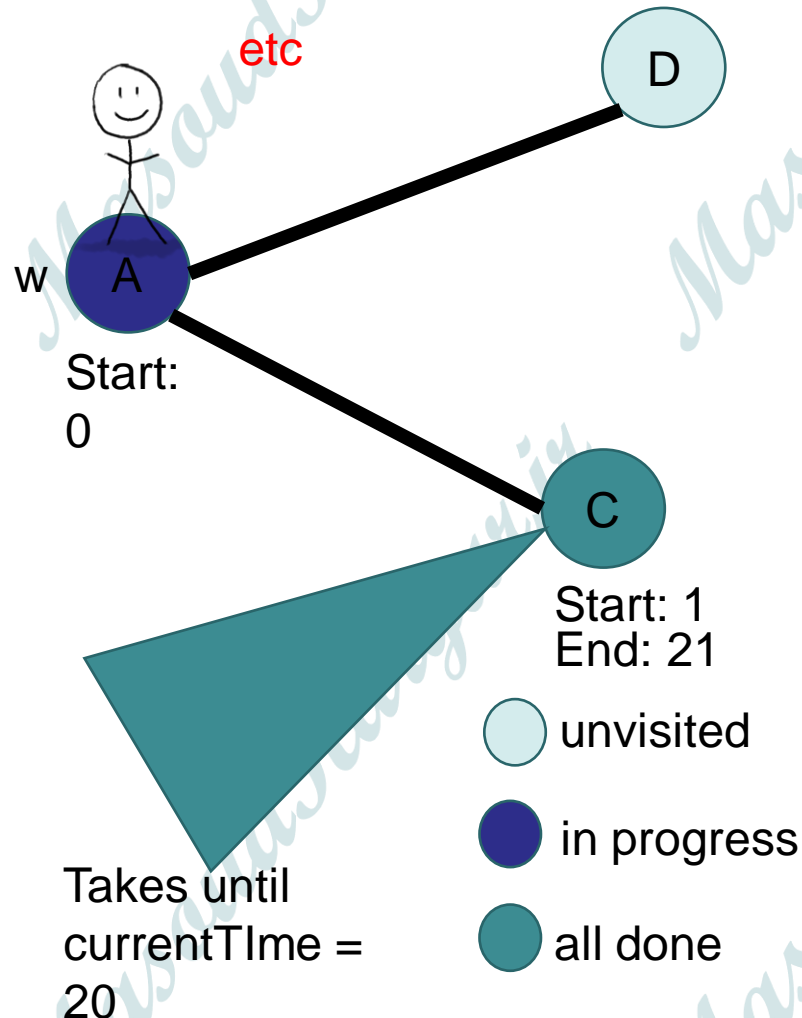 etc
D
w
A
Start:
0
C
Start: 1
End: 21
unvisited
in progress
all done
Takes until
currentTIme =
20